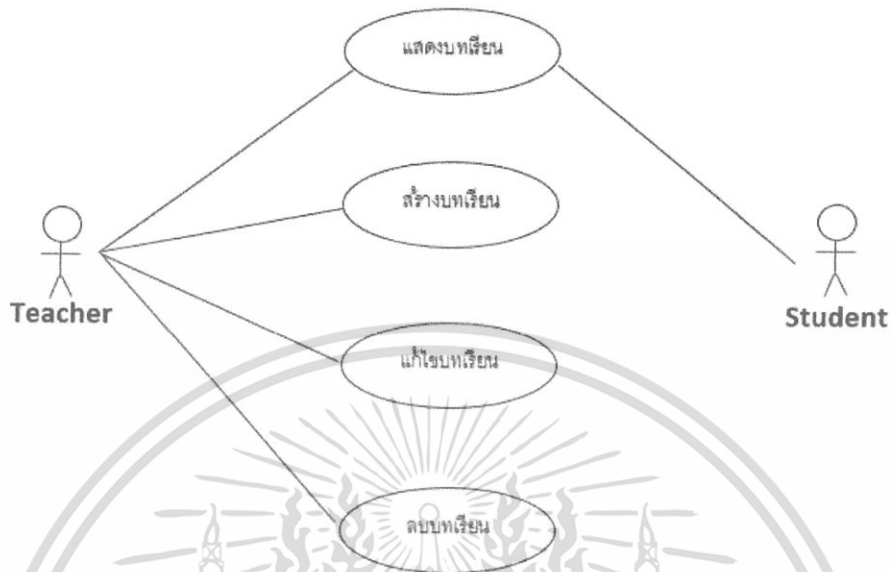 แสดงบทเรียน
สร้างบทเรียน
Teacher
Student
แก้ไขบทเรียน
ลบบทเรียน